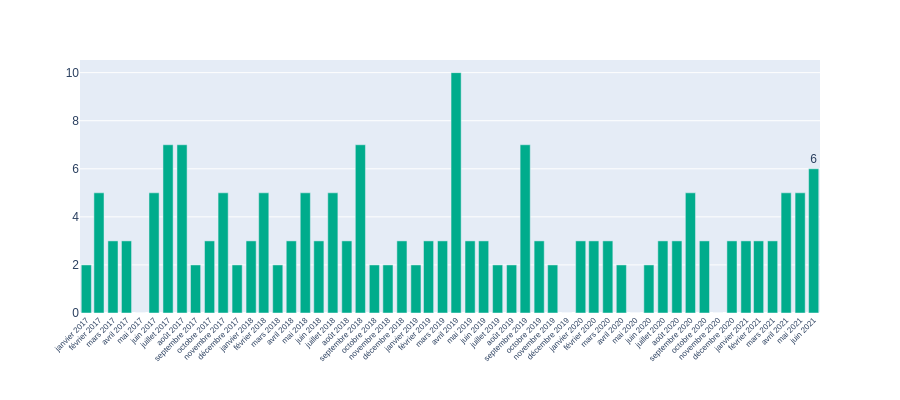 10
8
6
4
2
0
6
janvier 2017
février 2017
mars 2017
avril 2017
mai 2017
juin 2017
juillet 2017
août 2017
septembre 2017
octobre 2017
novembre 2017
décembre 2017
janvier 2018
février 2018
mars 2018
avril 2018
mai 2018
juin 2018
juillet 2018
août 2018
septembre 2018
octobre 2018
novembre 2018
décembre 2018
janvier 2019
février 2019
mars 2019
avril 2019
mai 2019
juin 2019
juillet 2019
août 2019
septembre 2019
octobre 2019
novembre 2019
décembre 2019
janvier 2020
février 2020
mars 2020
avril 2020
mai 2020
juin 2020
juillet 2020
août 2020
septembre 2020
octobre 2020
novembre 2020
décembre 2020
janvier 2021
février 2021
mars 2021
avril 2021
mai 2021
juin 2021